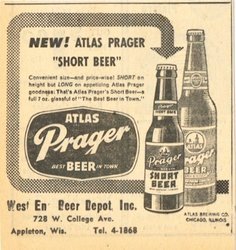 NEW! ATLAS PRAGER
"SHORT BEER"
Convenient size—and price-wise! SHORT on
height but LONG on appetizing Atlas Prager
goodness: That's Atlas Prager's Short Beer—a
full 7 oz. glassful of "The Best Beer in Town."
ATLAS
Prager
BEST BEER IN TOWN
Prager
SHORT
BEER
ATLAS
Prager
BEER
West En Beer Depot, Inc.
728 W. College Ave.
Appleton, Wis. Tel. 4-1868
ATLAS BREWING CO.
CHICAGO, ILLINOIS